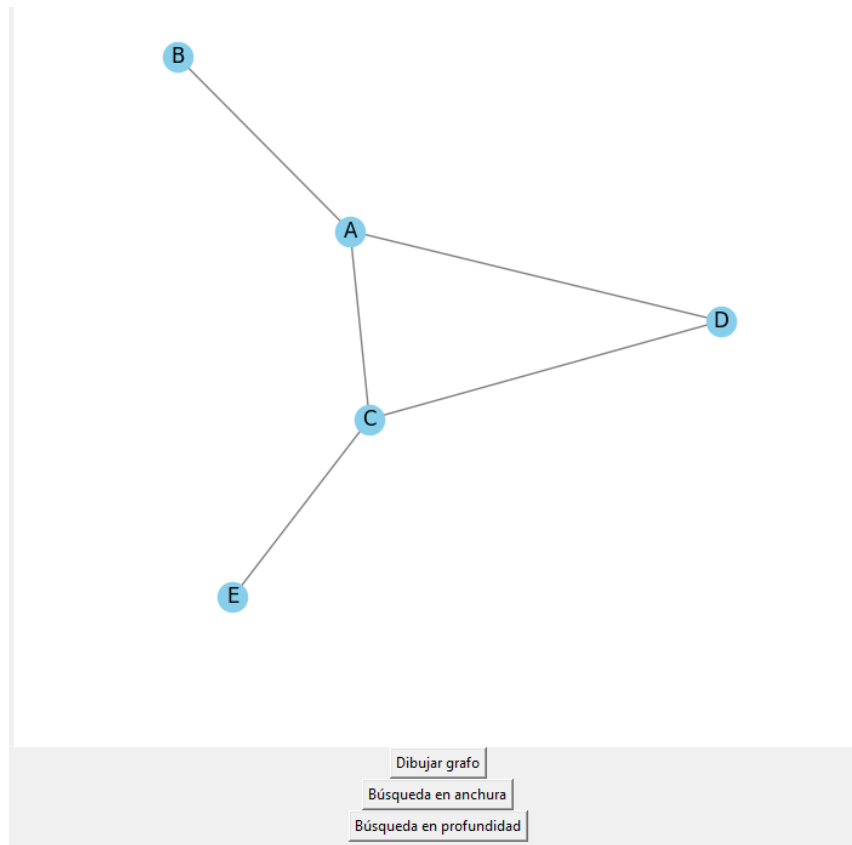 B
A
D
C
E
Dibujar grafo
Búsqueda en anchura
Búsqueda en profundidad